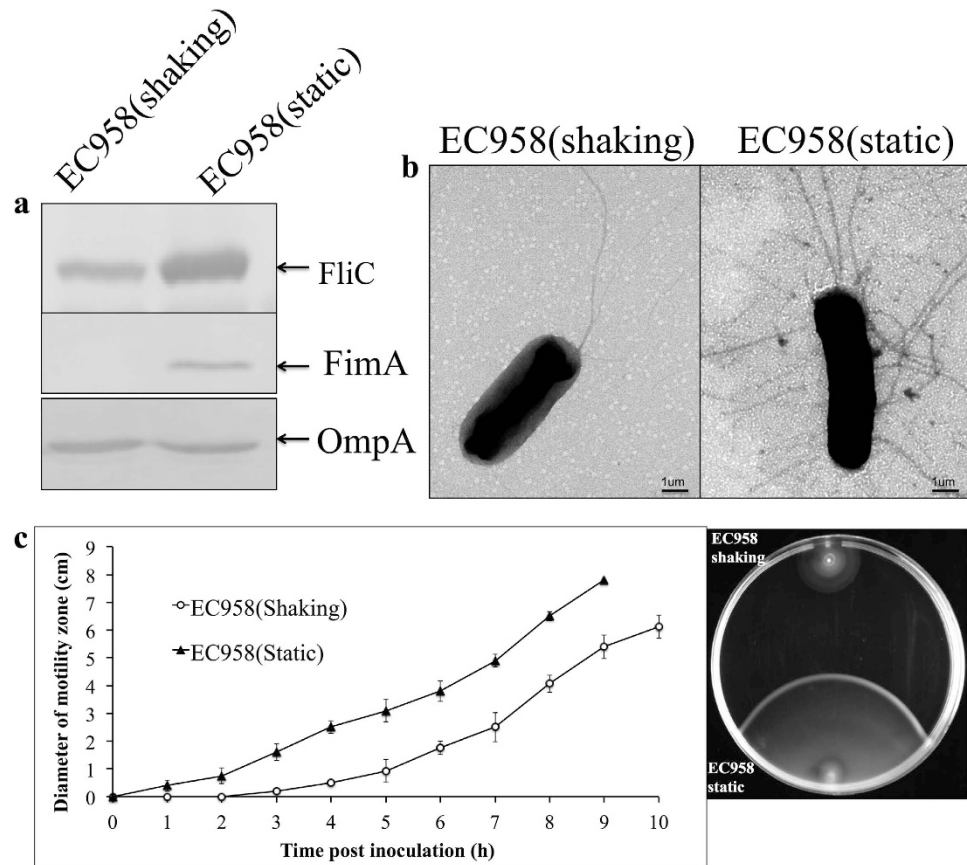 EC958(shaking)
EC958(static)
a
FliC
FimA
OmpA
b
EC958(shaking)
EC958(static)
1um
1um
c
Diameter of motility zone (cm)
9
8
7
6
5
4
3
2
1
0
EC958(Shaking)
EC958(Static)
0 1 2 3 4 5 6 7 8 9 10
Time post inoculation (h)
EC958
shaking
EC958
static